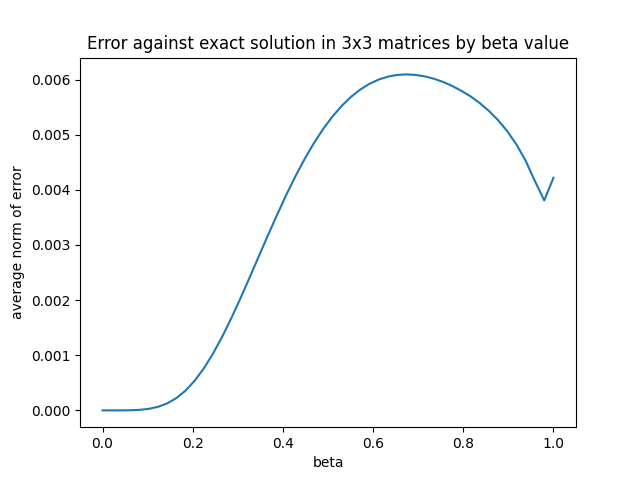 Error against exact solution in 3x3 matrices by beta value
average norm of error
0.006
0.005
0.004
0.003
0.002
0.001
0.000
0.0 0.2 0.4 0.6 0.8 1.0
beta